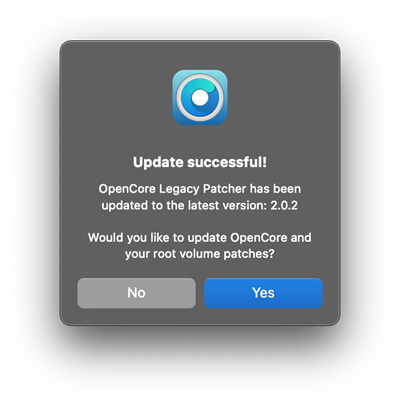 Update successful!
OpenCore Legacy Patcher has been
updated to the latest version: 2.0.2
Would you like to update OpenCore and
your root volume patches?
No
Yes